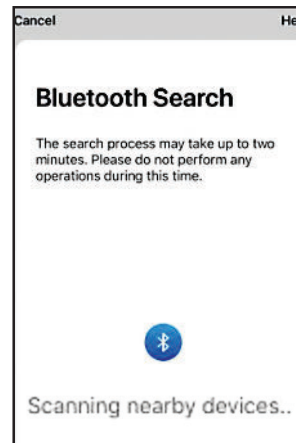 Cancel He
Bluetooth Search
The search process may take up to two
minutes. Please do not perform any
operations during this time.
Scanning nearby devices..